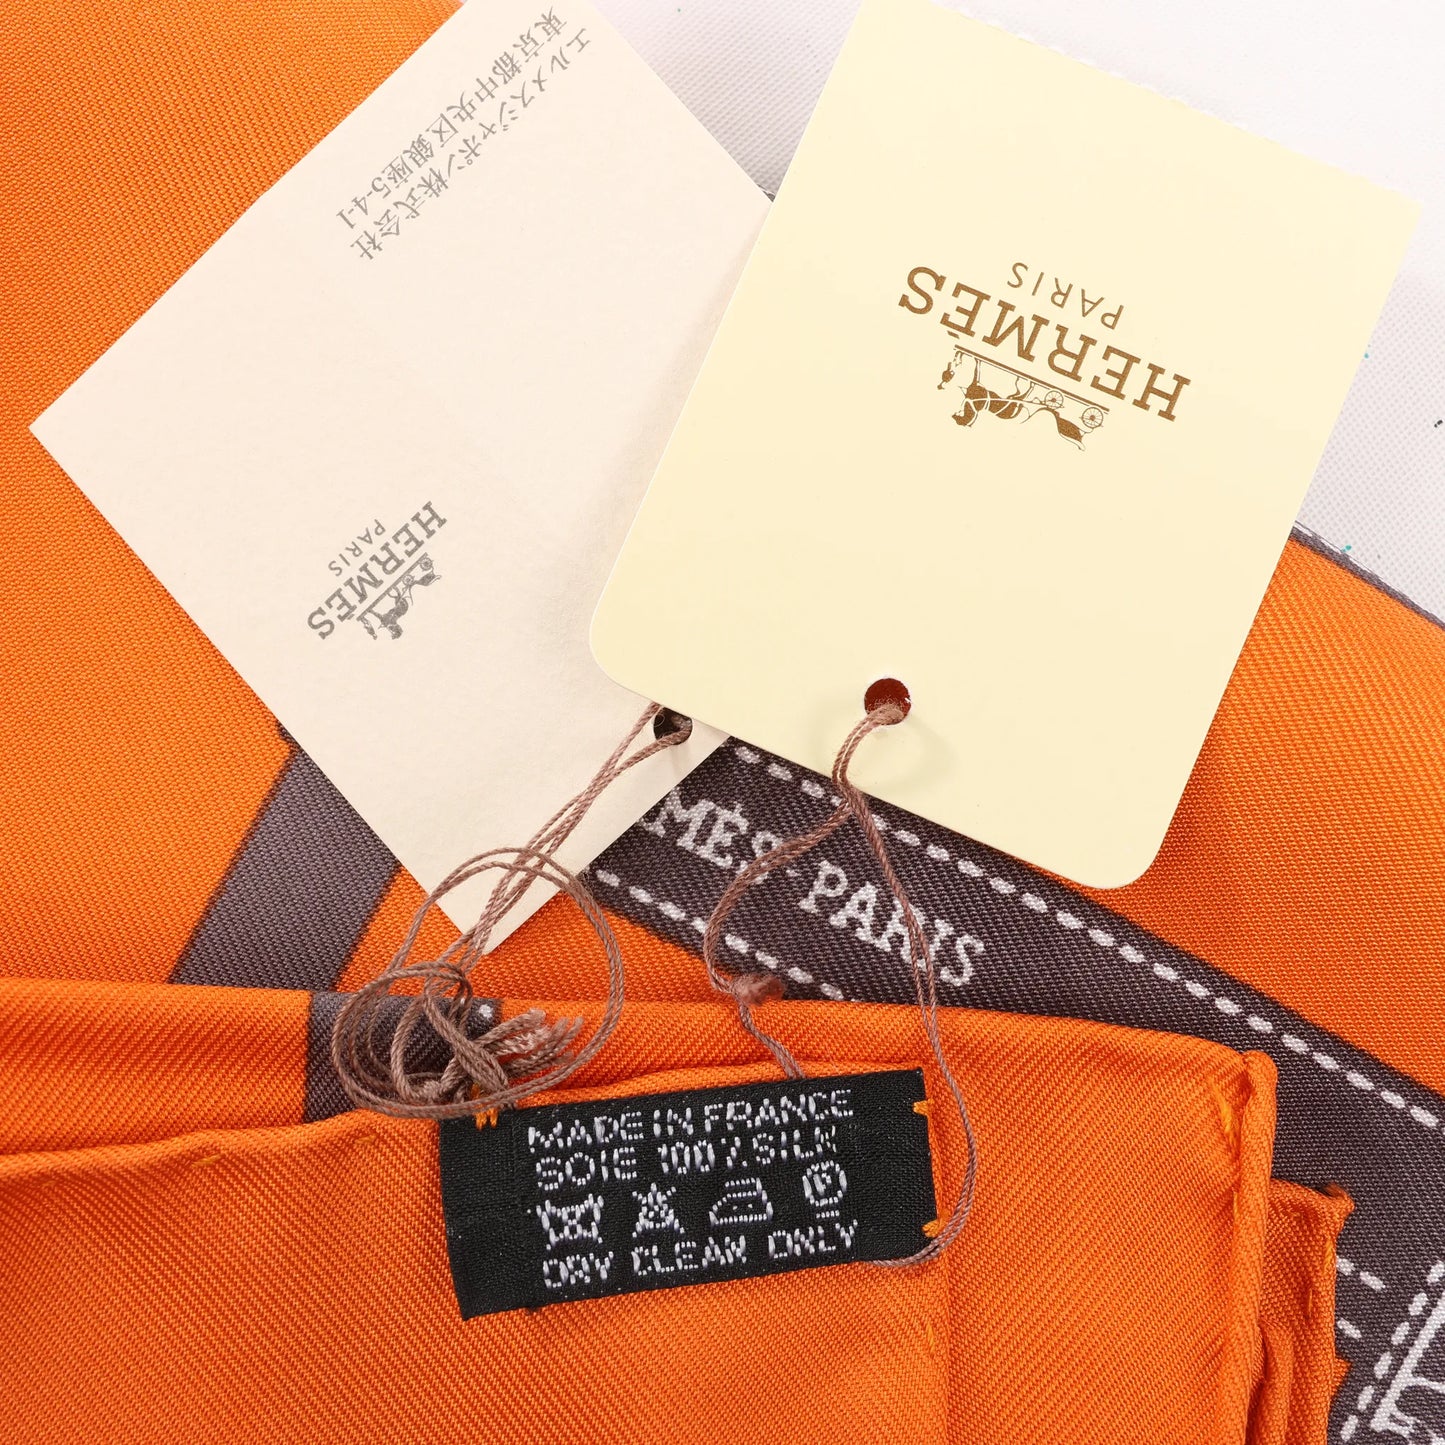 エルメスジャポン株式会社
東京都中央区銀座5-4-1
HERMÈS
PARIS
HERMÈS
PARIS
MÈS-PARIS
MADE IN FRANCE
SOIE 100% SILK
DRY CLEAN ONLY